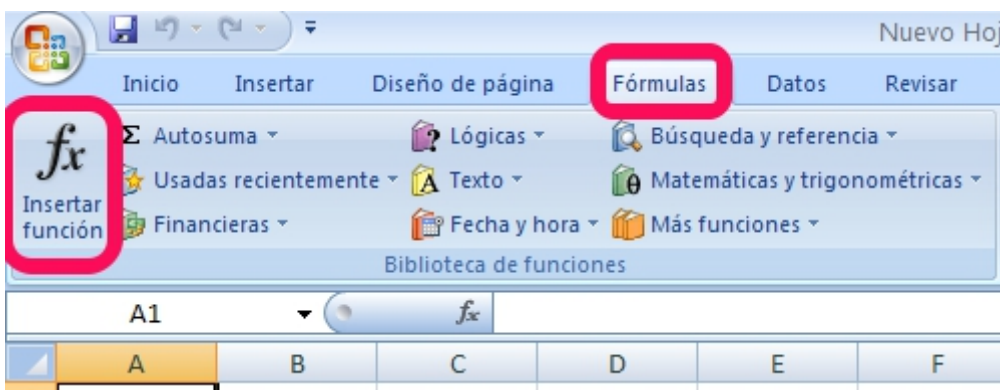 Nuevo Hoj
Inicio Insertar Diseño de página Fórmulas Datos Revisar
fx Insertar función
Σ Autosuma Lógicas Búsqueda y referencia
Usadas recientemente A Texto θ Matemáticas y trigonométricas
Financieras Fecha y hora Más funciones
Biblioteca de funciones
A1 fx
A B C D E F